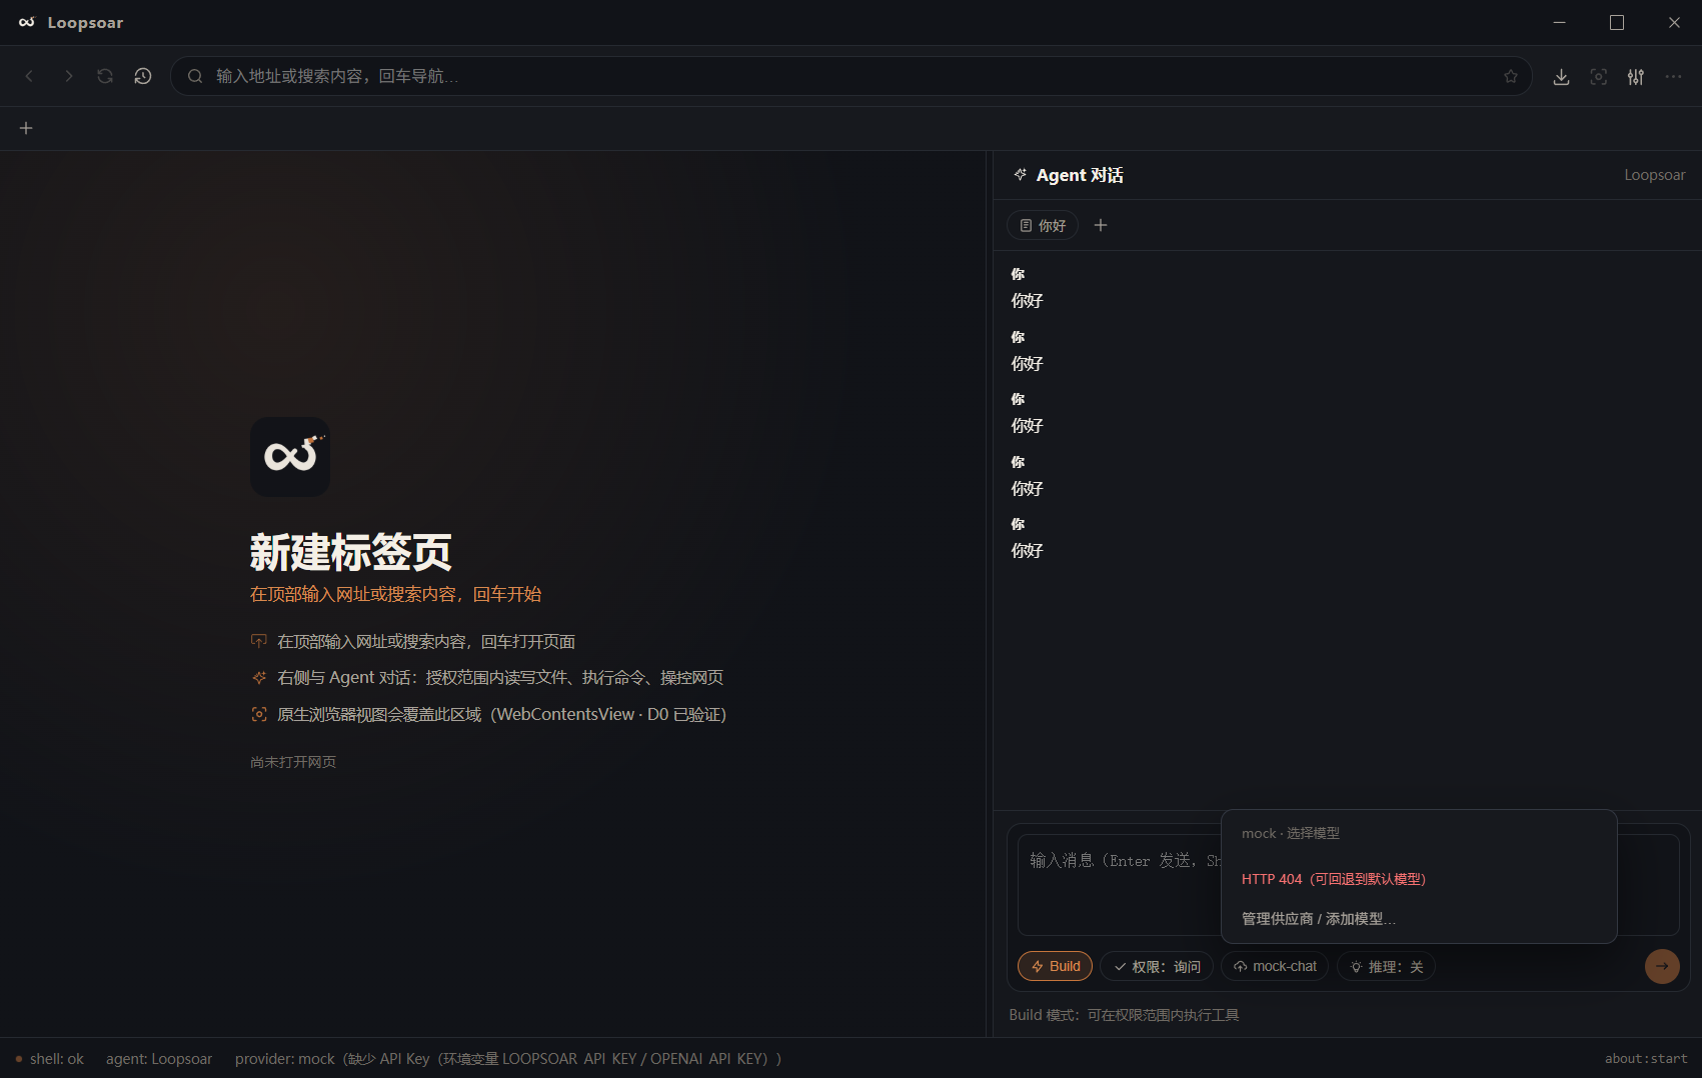 Loopsoar
输入地址或搜索内容，回车导航...
Agent 对话
Loopsoar
你好
你
你好
你
你好
你
你好
你
你好
你
你好
新建标签页
在顶部输入网址或搜索内容，回车开始
在顶部输入网址或搜索内容，回车打开页面
右侧与 Agent 对话：授权范围内读写文件、执行命令、操控网页
原生浏览器视图会覆盖此区域（WebContentsView · D0 已验证）
尚未打开网页
mock · 选择模型
输入消息（Enter 发送，Sh
HTTP 404（可回退到默认模型）
管理供应商 / 添加模型...
Build
权限：询问
mock-chat
推理：关
Build 模式：可在权限范围内执行工具
shell: ok
agent: Loopsoar
provider: mock（缺少 API Key（环境变量 LOOPSOAR_API_KEY / OPENAI_API_KEY））
about:start